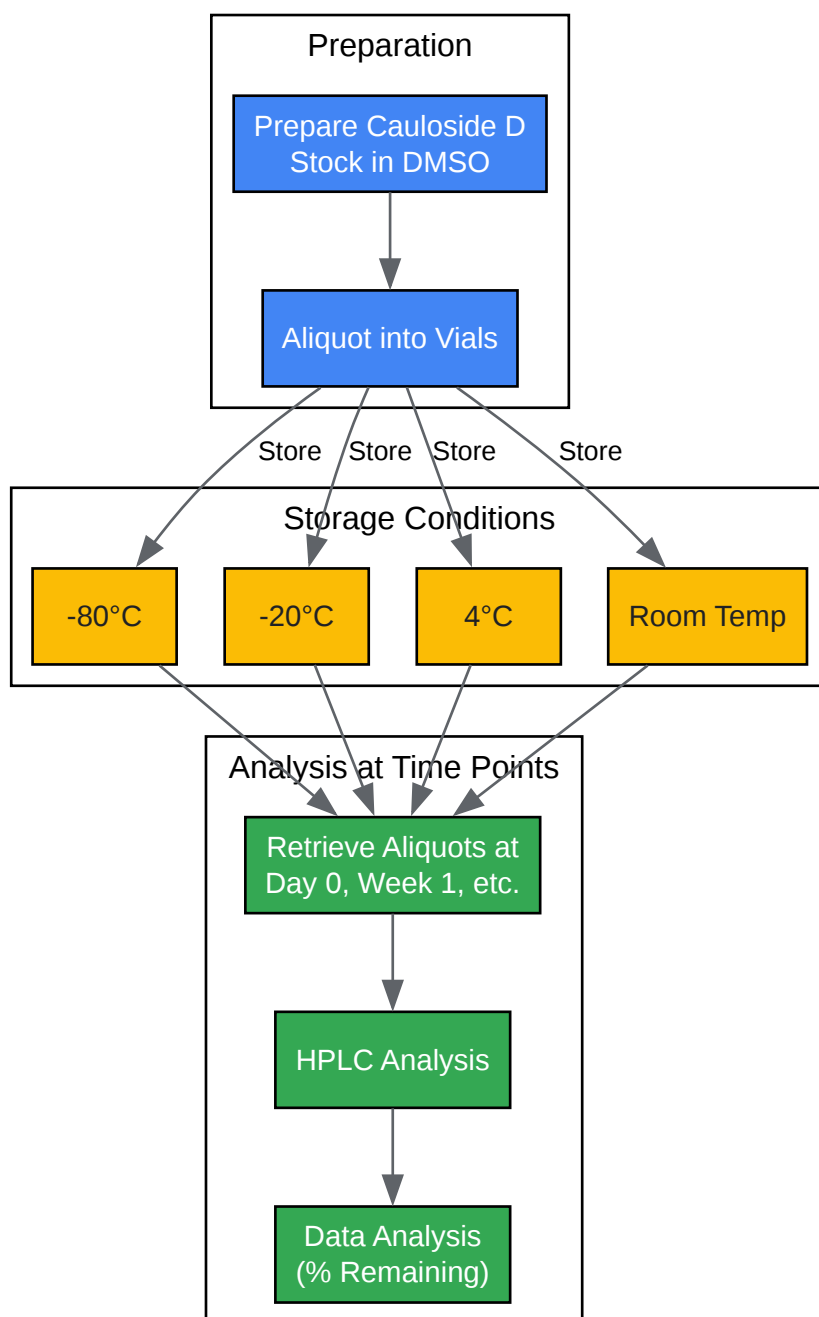 Preparation
Prepare Cauloside D
Stock in DMSO
Aliquot into Vials
Store Store Store Store
Storage Conditions
-80°C -20°C 4°C Room Temp
Analysis at Time Points
Retrieve Aliquots at
Day 0, Week 1, etc.
HPLC Analysis
Data Analysis
(% Remaining)